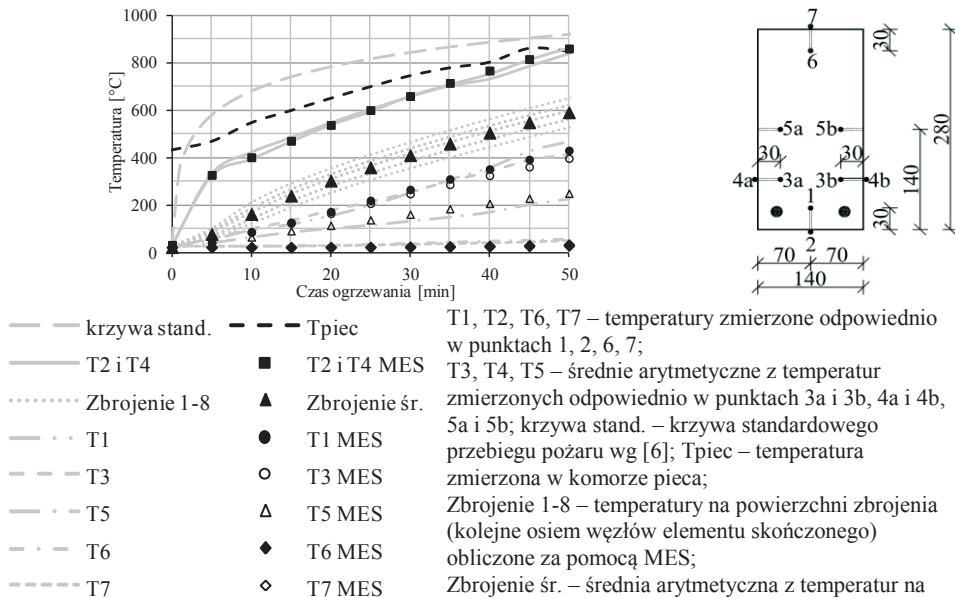 1000
800
600
400
200
0
Temperatura [°C]
0 10 20 30 40 50
Czas ogrzewania [min]
7
30
6
5a 5b
30 30
4a 3a 3b 4b
1
30
2
140
280
70 70
140
krzywa stand. Tpiec
T2 i T4 T2 i T4 MES
Zbrojenie 1-8 Zbrojenie śr.
T1 T1 MES
T3 T3 MES
T5 T5 MES
T6 T6 MES
T7 T7 MES
T1, T2, T6, T7 – temperatury zmierzone odpowiednio
w punktach 1, 2, 6, 7;
T3, T4, T5 – średnie arytmetyczne z temperatur
zmierzonych odpowiednio w punktach 3a i 3b, 4a i 4b,
5a i 5b; krzywa stand. – krzywa standardowego
przebiegu pożaru wg [6]; Tpiec – temperatura
zmierzona w komorze pieca;
Zbrojenie 1-8 – temperatury na powierzchni zbrojenia
(kolejne osiem węzłów elementu skończonego)
obliczone za pomocą MES;
Zbrojenie śr. – średnia arytmetyczna z temperatur na